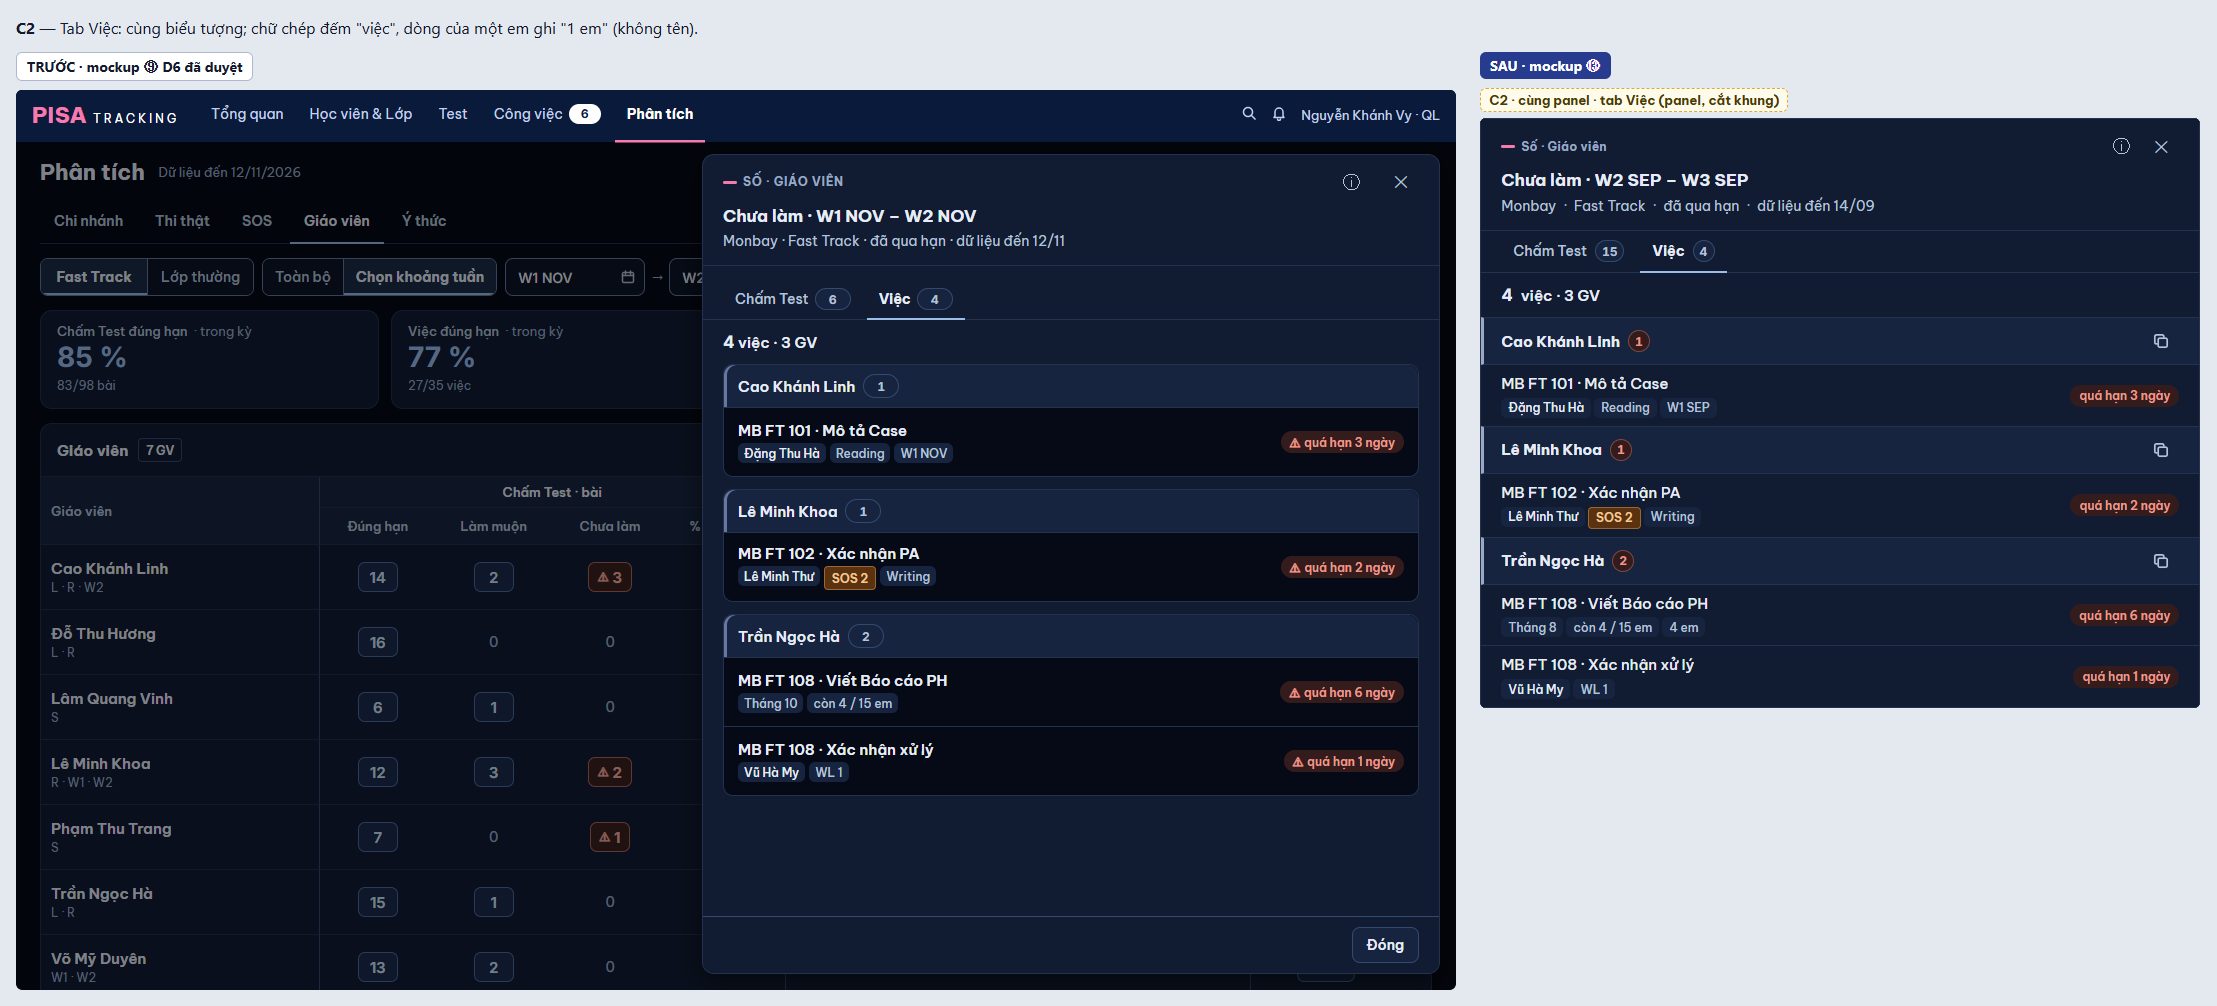 C2 — Tab Việc: cùng biểu tượng; chữ chép đếm "việc", dòng của một em ghi "1 em" (không tên).
TRƯỚC · mockup ⑲ D6 đã duyệt
PISA TRACKING
Tổng quan
Học viên & Lớp
Test
Công việc 6
Phân tích
Nguyễn Khánh Vy · QL
Phân tích Dữ liệu đến 12/11/2026
Chi nhánh
Thi thật
SOS
Giáo viên
Ý thức
Fast Track
Lớp thường
Toàn bộ
Chọn khoảng tuần
W1 NOV
→
W2
Chấm Test đúng hạn · trong kỳ
85 %
83/98 bài
Việc đúng hạn · trong kỳ
77 %
27/35 việc
Giáo viên 7 GV
Giáo viên
Chấm Test · bài
Đúng hạn
Làm muộn
Chưa làm
%
Cao Khánh Linh
L · R · W2
14
2
⚠ 3
Đỗ Thu Hương
L · R
16
0
0
Lâm Quang Vinh
S
6
1
0
Lê Minh Khoa
R · W1 · W2
12
3
⚠ 2
Phạm Thu Trang
S
7
0
⚠ 1
Trần Ngọc Hà
L · R
15
1
0
Võ Mỹ Duyên
W1 · W2
13
2
0
SỐ · GIÁO VIÊN
Chưa làm · W1 NOV – W2 NOV
Monbay · Fast Track · đã qua hạn · dữ liệu đến 12/11
Chấm Test 6
Việc 4
4 việc · 3 GV
Cao Khánh Linh 1
MB FT 101 · Mô tả Case
Đặng Thu Hà Reading W1 NOV
⚠ quá hạn 3 ngày
Lê Minh Khoa 1
MB FT 102 · Xác nhận PA
Lê Minh Thư SOS 2 Writing
⚠ quá hạn 2 ngày
Trần Ngọc Hà 2
MB FT 108 · Viết Báo cáo PH
Tháng 10 còn 4 / 15 em
⚠ quá hạn 6 ngày
MB FT 108 · Xác nhận xử lý
Vũ Hà My WL 1
⚠ quá hạn 1 ngày
Đóng
SAU · mockup
C2 · cùng panel · tab Việc (panel, cắt khung)
Số · Giáo viên
Chưa làm · W2 SEP – W3 SEP
Monbay · Fast Track · đã qua hạn · dữ liệu đến 14/09
Chấm Test 15
Việc 4
4 việc · 3 GV
Cao Khánh Linh 1
MB FT 101 · Mô tả Case
Đặng Thu Hà Reading W1 SEP
quá hạn 3 ngày
Lê Minh Khoa 1
MB FT 102 · Xác nhận PA
Lê Minh Thư SOS 2 Writing
quá hạn 2 ngày
Trần Ngọc Hà 2
MB FT 108 · Viết Báo cáo PH
Tháng 8 còn 4 / 15 em 4 em
quá hạn 6 ngày
MB FT 108 · Xác nhận xử lý
Vũ Hà My WL 1
quá hạn 1 ngày